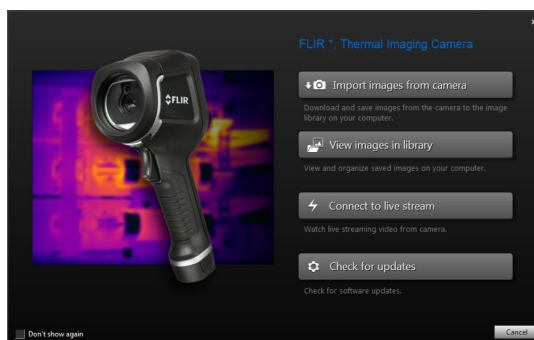 FLIR *, Thermal Imaging Camera
FLIR
Import images from camera
Download and save images from the camera to the image
library on your computer.
View images in library
View and organize saved images on your computer.
Connect to live stream
Watch live streaming video from camera.
Check for updates
Check for software updates.
Don't show again
Cancel